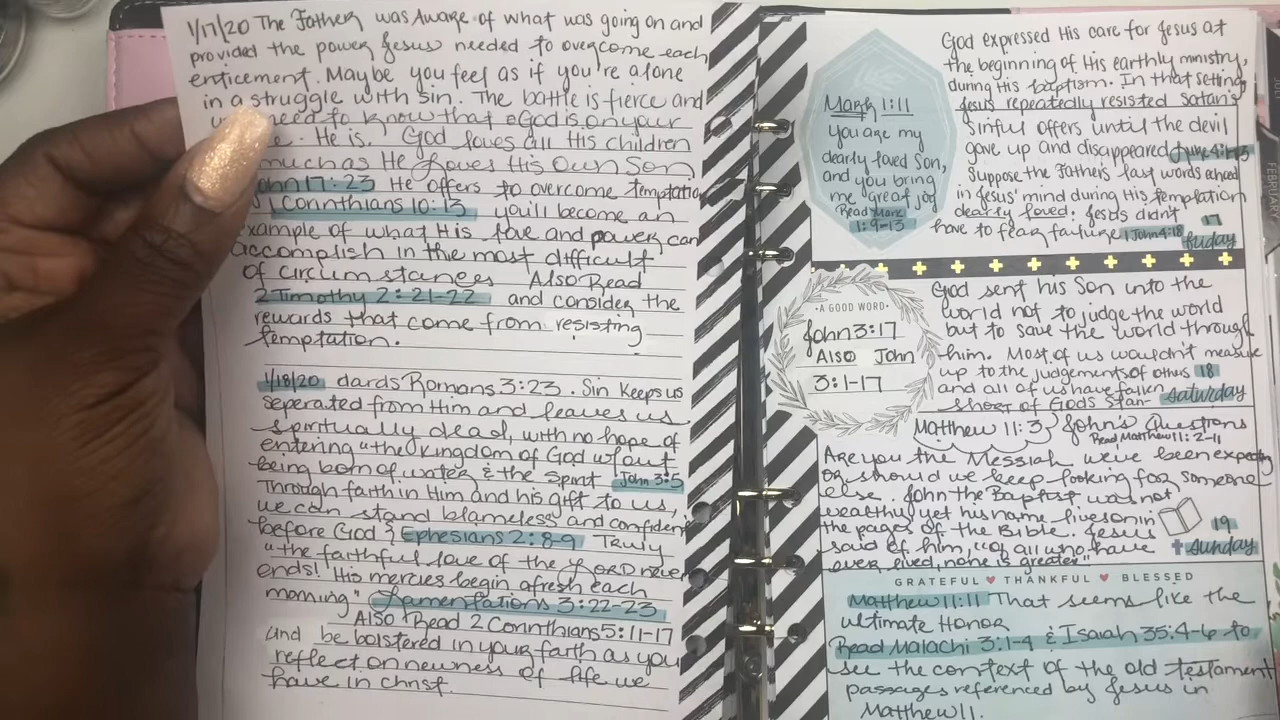 1/17/20 The Father was Aware of what was going on and
provided the power Jesus needed to overcome each
enticement. Maybe you feel as if you're alone
in a struggle with sin. The battle is fierce and
need to know that God is on your
He is. God loves all His children
much as He loves His Own Son,
John 17:23 He offers to overcome temptation
1 Corinthians 10:13 you'll become an
example of what His love and power can
accomplish in the most difficult
of circumstances Also Read
2 Timothy 2:21-22 and consider the
rewards that come from resisting
temptation.
1/18/20 dards Romans 3:23. Sin keeps us
seperated from Him and leaves us
spiritually dead, with no hope of
entering "the Kingdom of God w/out
being born of water & the Spirit John 3:5
Through faith in Him and his gift to us,
we can stand blameless and confident
before God Ephesians 2:8-9 Truly
"the faithful love of the LORD never
ends! His mercies begin afresh each
morning" Lamentations 3:22-23
Also Read 2 Corinthians 5:11-17
and be bolstered in your faith as you
reflect on newness of life we
have in Christ.
Mark 1:11
you are my
dearly loved Son,
and you bring
me great joy
Read Mark
1:9-13
God expressed His care for Jesus at
the beginning of His earthly ministry,
during His baptism. In that setting
Jesus repeatedly resisted Satan's
Sinful offers until the devil
gave up and disappeared
Suppose the Father's last words echoed
in Jesus' mind during His temptation
dearly loved. Jesus didn't
have to fear failure 1 John 4:18
17
friday
A GOOD WORD
John 3:17
Also John
3:1-17
God sent his Son into the
world not to judge the world
but to save the world through
him. Most of us wouldn't measure
up to the judgements of others
and all of us have fallen
short of Gods Stan-
18
saturday
Matthew 11:3 John's Questions
Read Matthew 11:2-11
Are you the Messiah we've been expecting
or should we keep looking for someone
else. John the Baptist was not
wealthy yet his name lives on in
the pages of the Bible. Jesus
said of him, "of all who have
ever lived, none is greater"
19
sunday
GRATEFUL ♥ THANKFUL ♥ BLESSED
Matthew 11:11 That seems like the
ultimate Honor
Read Malachi 3:1-4 & Isaiah 35:4-6 to
see the context of the old testament
passages referenced by Jesus in
Matthew 11.
FEBRUARY